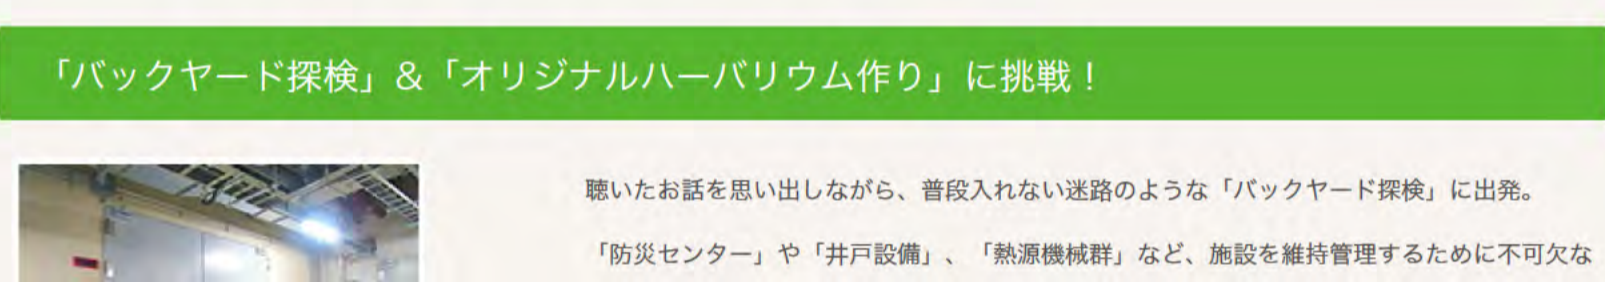 「バックヤード探検」&「オリジナルハーバリウム作り」に挑戦！
聴いたお話を思い出しながら、普段入れない迷路のような「バックヤード探検」に出発。
「防災センター」や「井戸設備」、「熱源機械群」など、施設を維持管理するために不可欠な